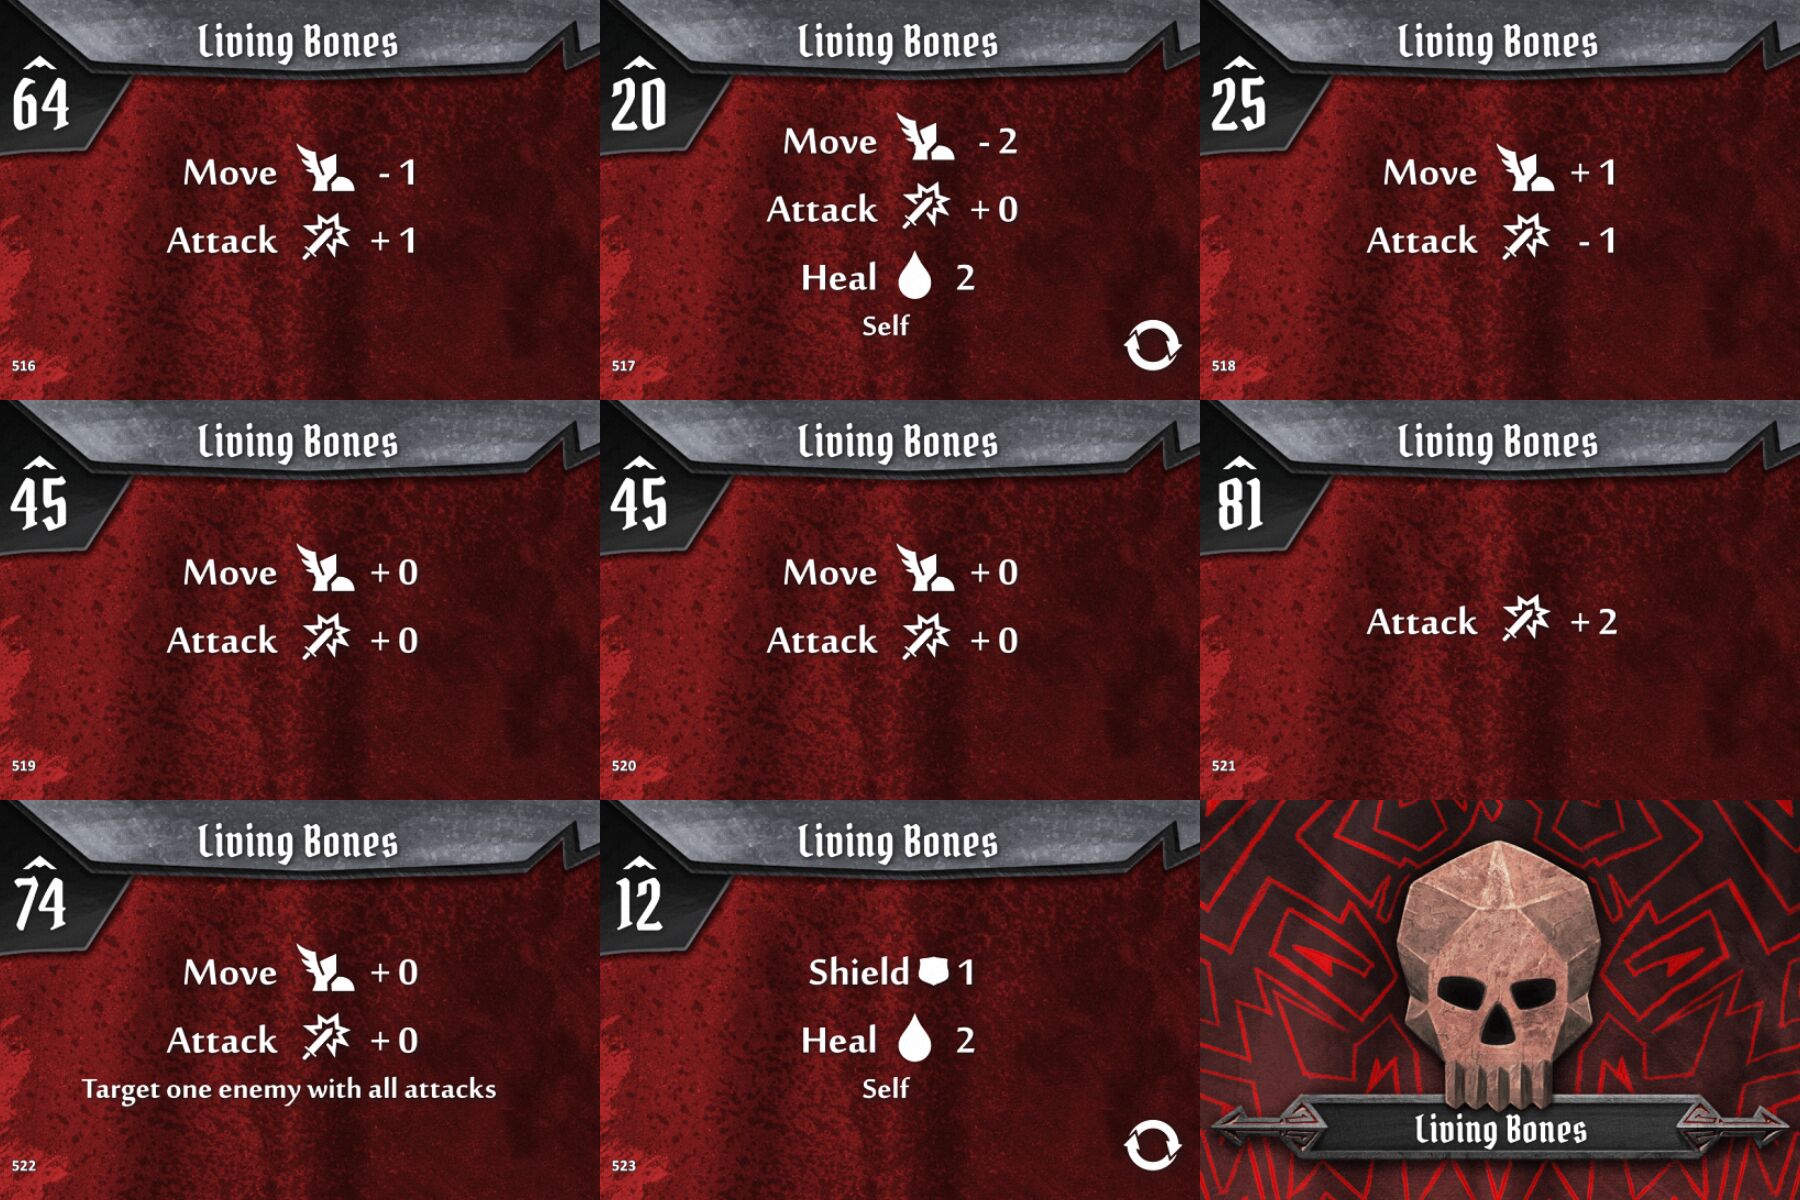 Living Bones
64
Move - 1
Attack + 1
516
Living Bones
20
Move - 2
Attack + 0
Heal 2
Self
517
Living Bones
25
Move + 1
Attack - 1
518
Living Bones
45
Move + 0
Attack + 0
519
Living Bones
45
Move + 0
Attack + 0
520
Living Bones
81
Attack + 2
521
Living Bones
74
Move + 0
Attack + 0
Target one enemy with all attacks
522
Living Bones
12
Shield 1
Heal 2
Self
523
Living Bones